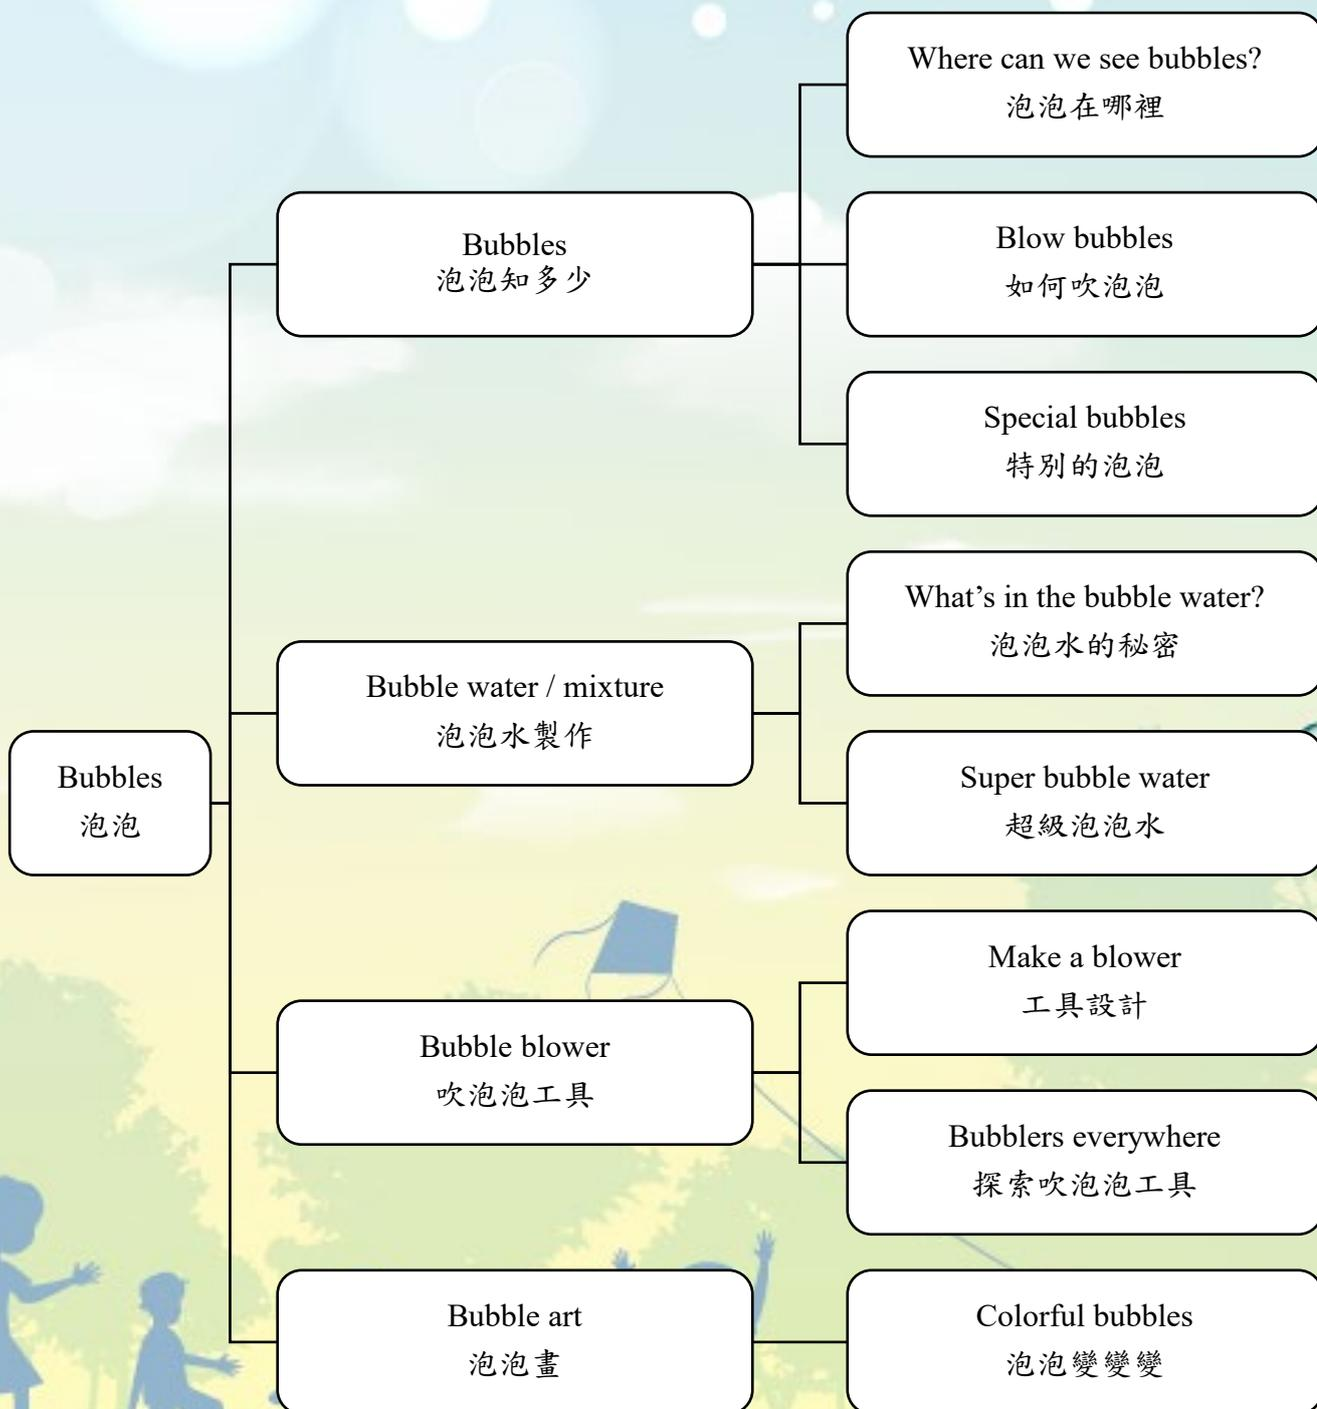 Where can we see bubbles?
泡泡在哪裡
Bubbles
泡泡知多少
Blow bubbles
如何吹泡泡
Special bubbles
特別的泡泡
What’s in the bubble water?
泡泡水的秘密
Bubble water / mixture
泡泡水製作
Bubbles
泡泡
Super bubble water
超級泡泡水
Make a blower
工具設計
Bubble blower
吹泡泡工具
Bubblers everywhere
探索吹泡泡工具
Bubble art
泡泡畫
Colorful bubbles
泡泡變變變